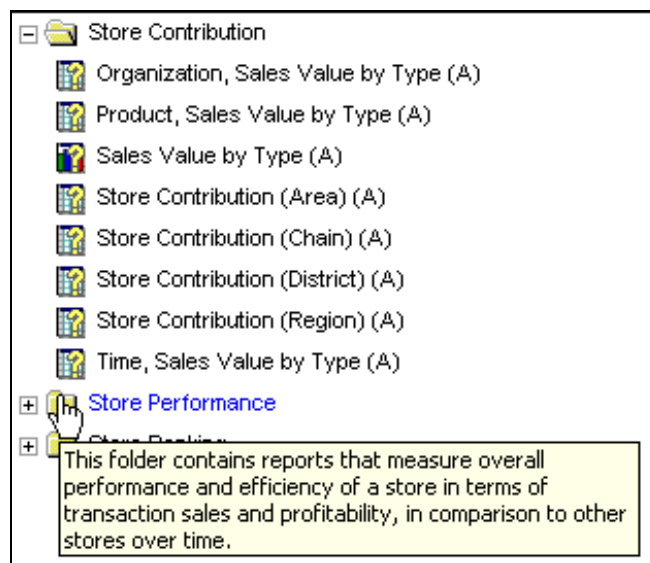 Store Contribution
Organization, Sales Value by Type (A)
Product, Sales Value by Type (A)
Sales Value by Type (A)
Store Contribution (Area) (A)
Store Contribution (Chain) (A)
Store Contribution (District) (A)
Store Contribution (Region) (A)
Time, Sales Value by Type (A)
Store Performance
Store Ranking
This folder contains reports that measure overall
performance and efficiency of a store in terms of
transaction sales and profitability, in comparison to other
stores over time.